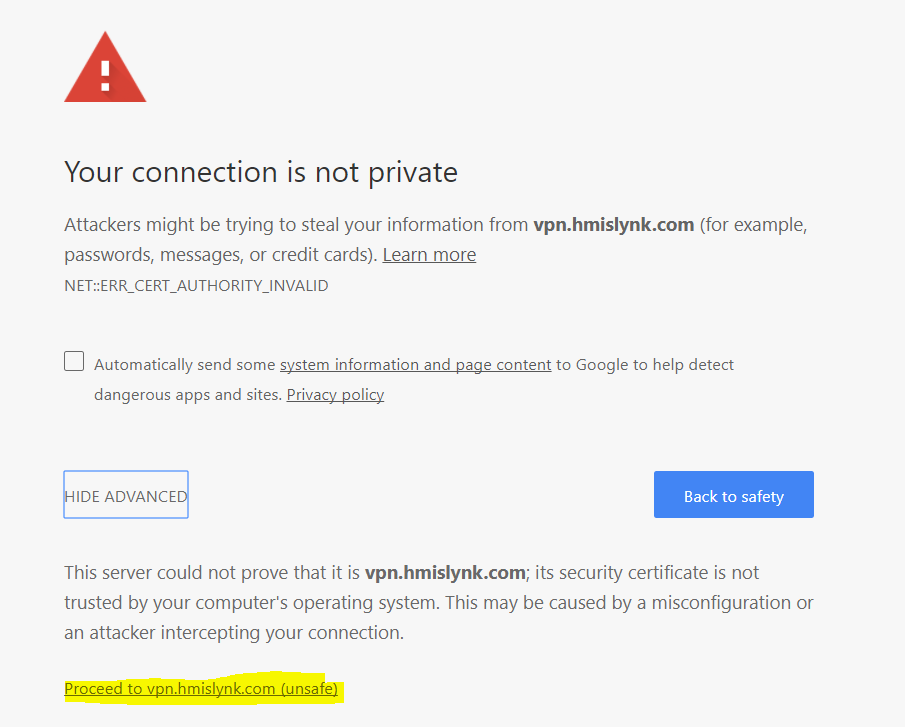 Your connection is not private
Attackers might be trying to steal your information from vpn.hmislynk.com (for example,
passwords, messages, or credit cards). Learn more
NET::ERR_CERT_AUTHORITY_INVALID
Automatically send some system information and page content to Google to help detect
dangerous apps and sites. Privacy policy
HIDE ADVANCED
Back to safety
This server could not prove that it is vpn.hmislynk.com; its security certificate is not
trusted by your computer's operating system. This may be caused by a misconfiguration or
an attacker intercepting your connection.
Proceed to vpn.hmislynk.com (unsafe)